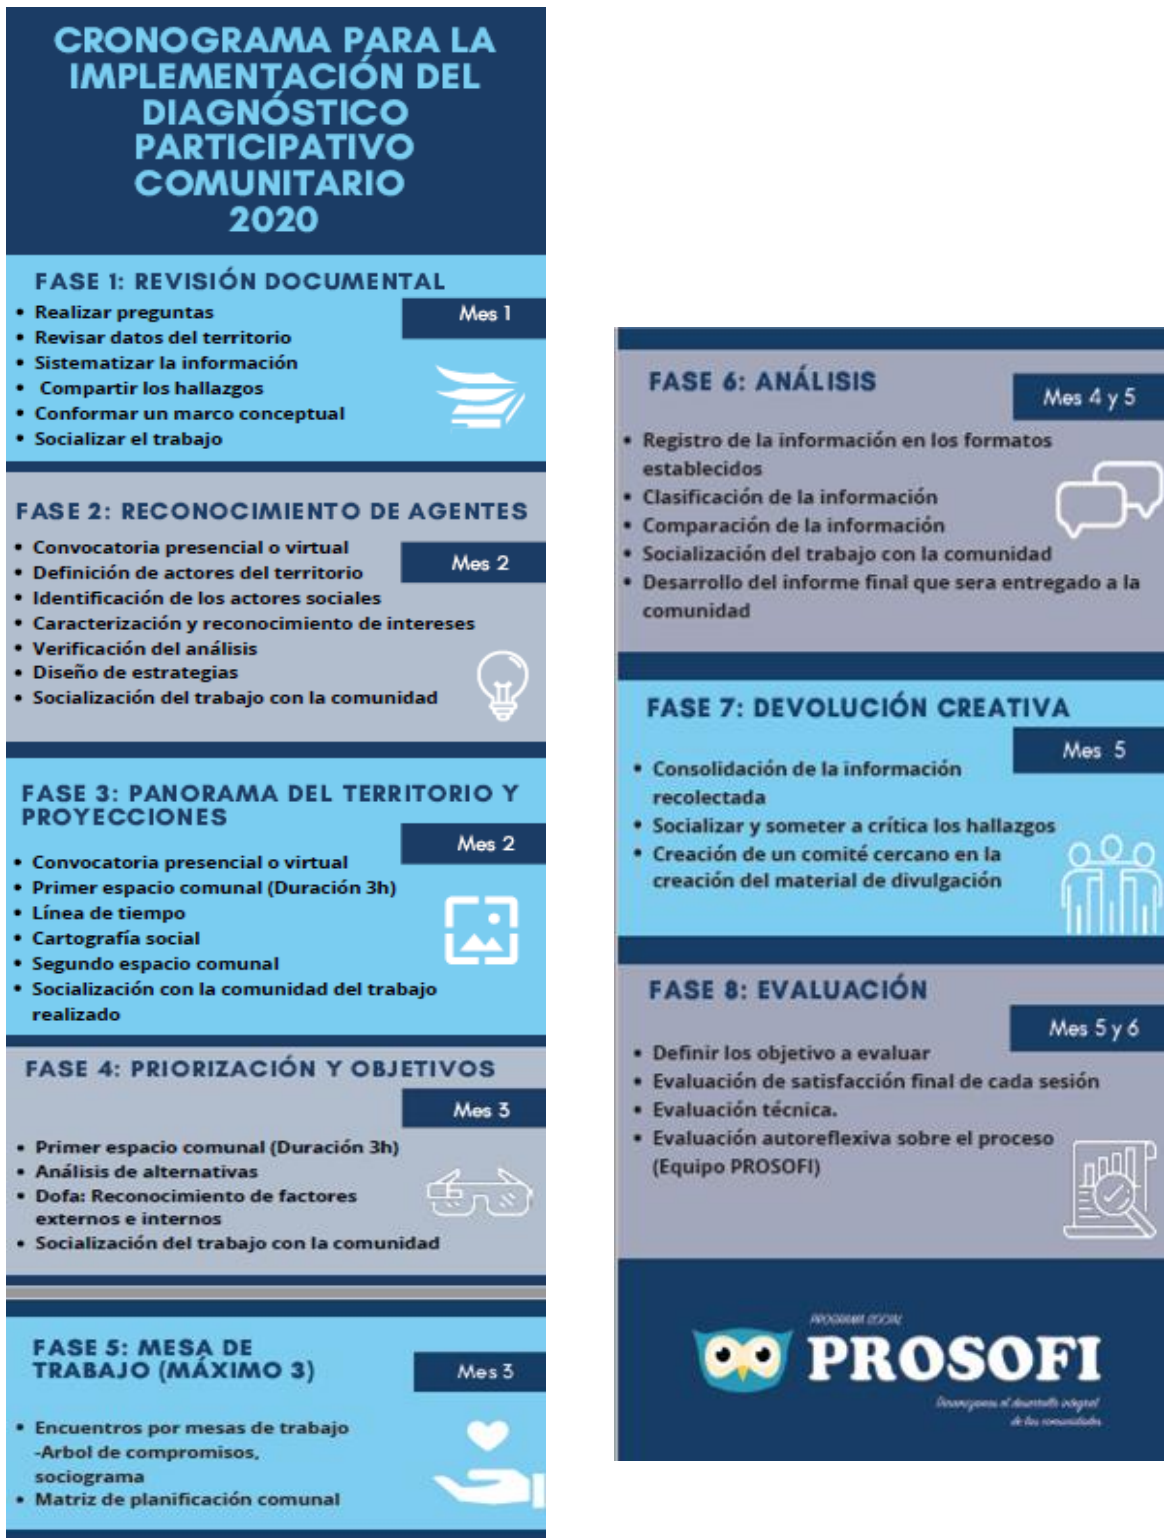 CRONOGRAMA PARA LA
IMPLEMENTACIÓN DEL
DIAGNÓSTICO
PARTICIPATIVO
COMUNITARIO
2020
FASE 1: REVISIÓN DOCUMENTAL
Mes 1
• Realizar preguntas
• Revisar datos del territorio
• Sistematizar la información
• Compartir los hallazgos
• Conformar un marco conceptual
• Socializar el trabajo
FASE 2: RECONOCIMIENTO DE AGENTES
Mes 2
• Convocatoria presencial o virtual
• Definición de actores del territorio
• Identificación de los actores sociales
• Caracterización y reconocimiento de intereses
• Verificación del análisis
• Diseño de estrategias
• Socialización del trabajo con la comunidad
FASE 3: PANORAMA DEL TERRITORIO Y
PROYECCIONES
Mes 2
• Convocatoria presencial o virtual
• Primer espacio comunal (Duración 3h)
• Línea de tiempo
• Cartografía social
• Segundo espacio comunal
• Socialización con la comunidad del trabajo
realizado
FASE 4: PRIORIZACIÓN Y OBJETIVOS
Mes 3
• Primer espacio comunal (Duración 3h)
• Análisis de alternativas
• Dofa: Reconocimiento de factores
externos e internos
• Socialización del trabajo con la comunidad
FASE 5: MESA DE
TRABAJO (MÁXIMO 3)
Mes 3
• Encuentros por mesas de trabajo
-Arbol de compromisos,
sociograma
• Matriz de planificación comunal
FASE 6: ANÁLISIS
Mes 4 y 5
• Registro de la información en los formatos
establecidos
• Clasificación de la información
• Comparación de la información
• Socialización del trabajo con la comunidad
• Desarrollo del informe final que sera entregado a la
comunidad
FASE 7: DEVOLUCIÓN CREATIVA
Mes 5
• Consolidación de la información
recolectada
• Socializar y someter a crítica los hallazgos
• Creación de un comité cercano en la
creación del material de divulgación
FASE 8: EVALUACIÓN
Mes 5 y 6
• Definir los objetivo a evaluar
• Evaluación de satisfacción final de cada sesión
• Evaluación técnica.
• Evaluación autoreflexiva sobre el proceso
(Equipo PROSOFI)
PROGRAMA SOCIAL
PROSOFI
el desarrollo integral
de las comunidades